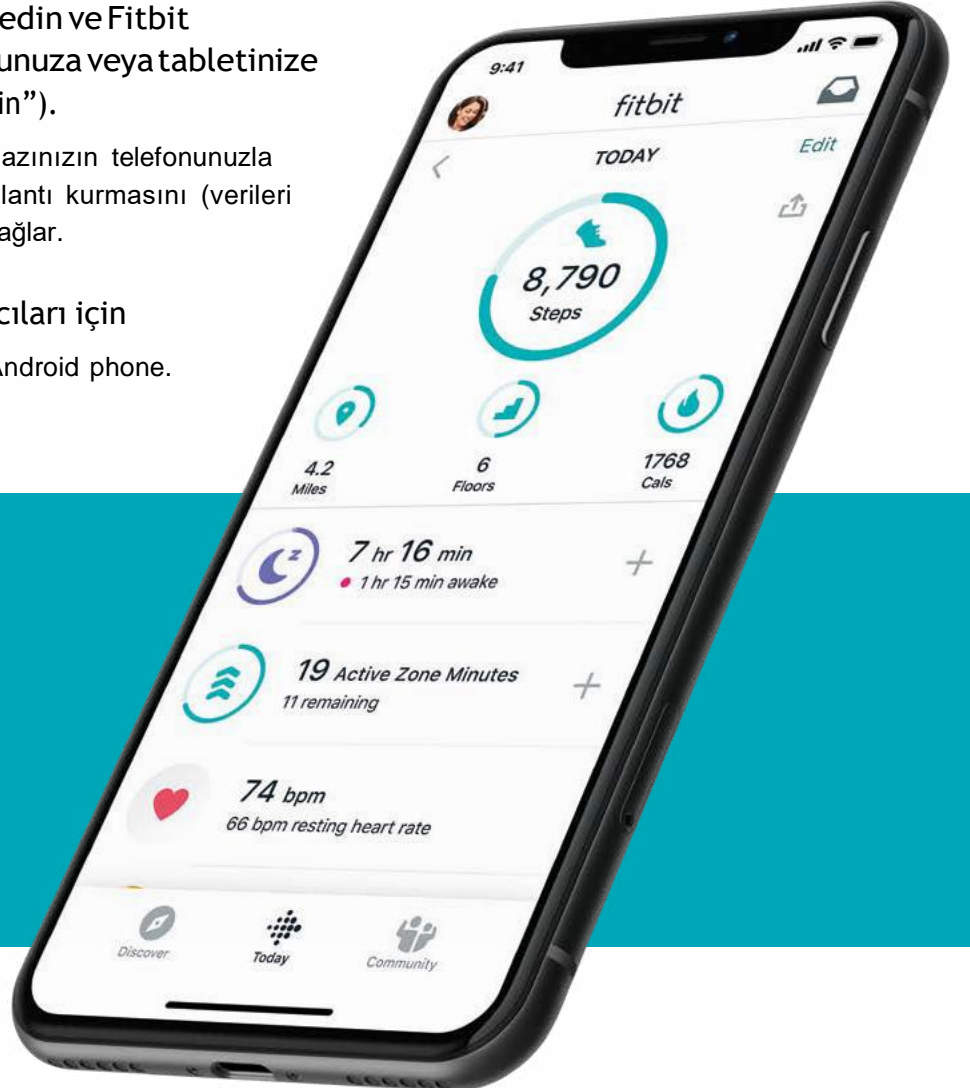 edin ve Fitbit
unuza veya tabletinize
in”).
azınızın telefonunuzla
lantı kurmasını (verileri
ağlar.
cıları için
Android phone.
9:41
fitbit
TODAY
Edit
8,790
Steps
4.2
Miles
6
Floors
1768
Cals
7 hr 16 min
1 hr 15 min awake
19 Active Zone Minutes
11 remaining
74 bpm
66 bpm resting heart rate
Discover
Today
Community